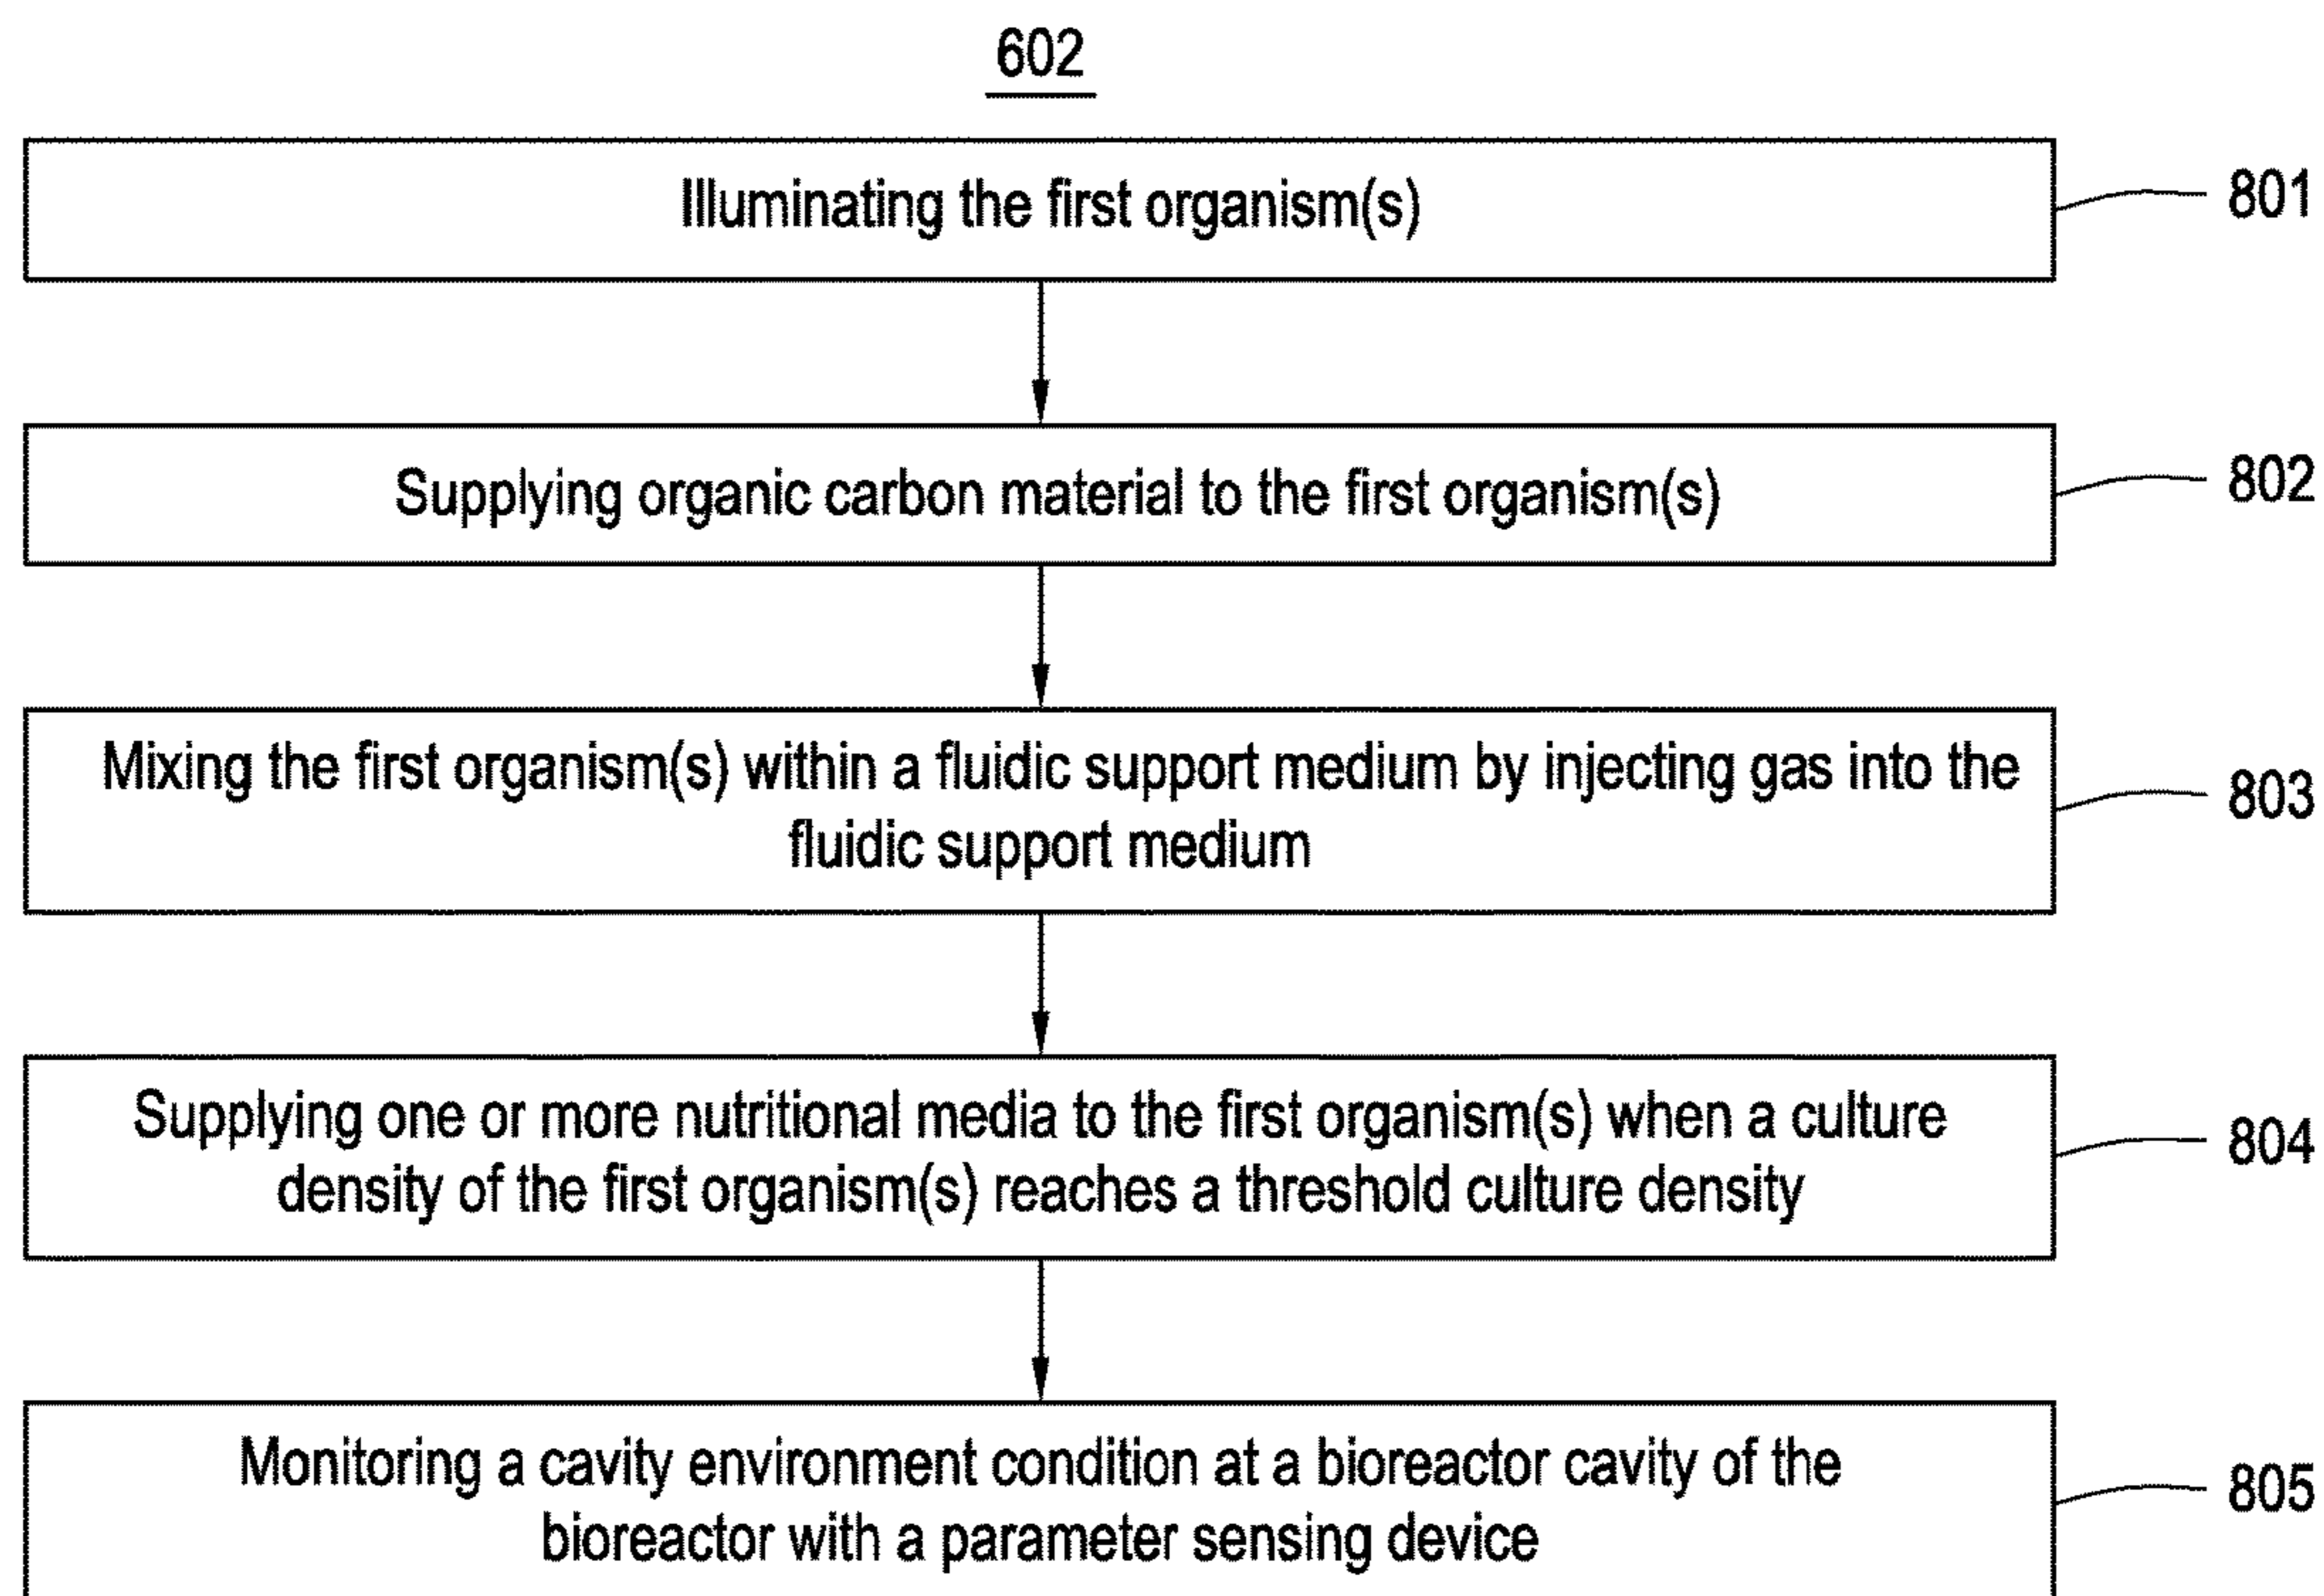 602
Illuminating the first organism(s)
801
Supplying organic carbon material to the first organism(s)
802
Mixing the first organism(s) within a fluidic support medium by injecting gas into the
fluidic support medium
803
Supplying one or more nutritional media to the first organism(s) when a culture
density of the first organism(s) reaches a threshold culture density
804
Monitoring a cavity environment condition at a bioreactor cavity of the
bioreactor with a parameter sensing device
805